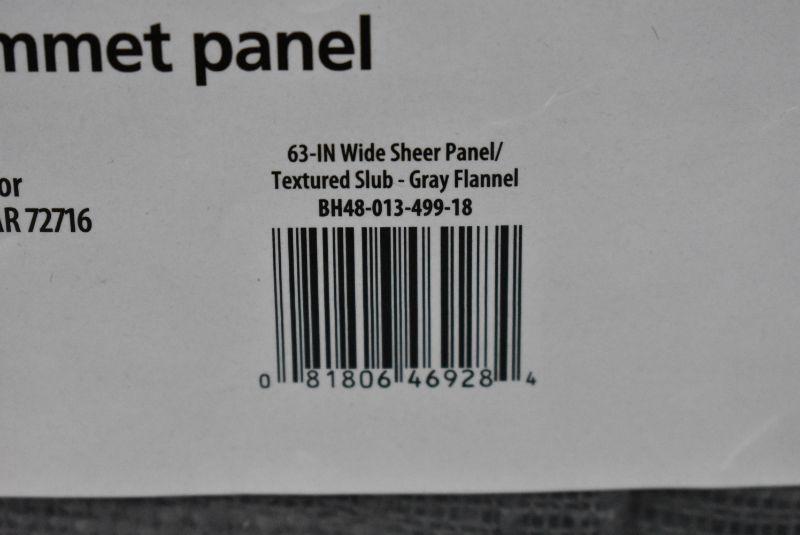 mmet panel
63-IN Wide Sheer Panel/
Textured Slub - Gray Flannel
BH48-013-499-18
or
AR 72716
0 81806 46928 4